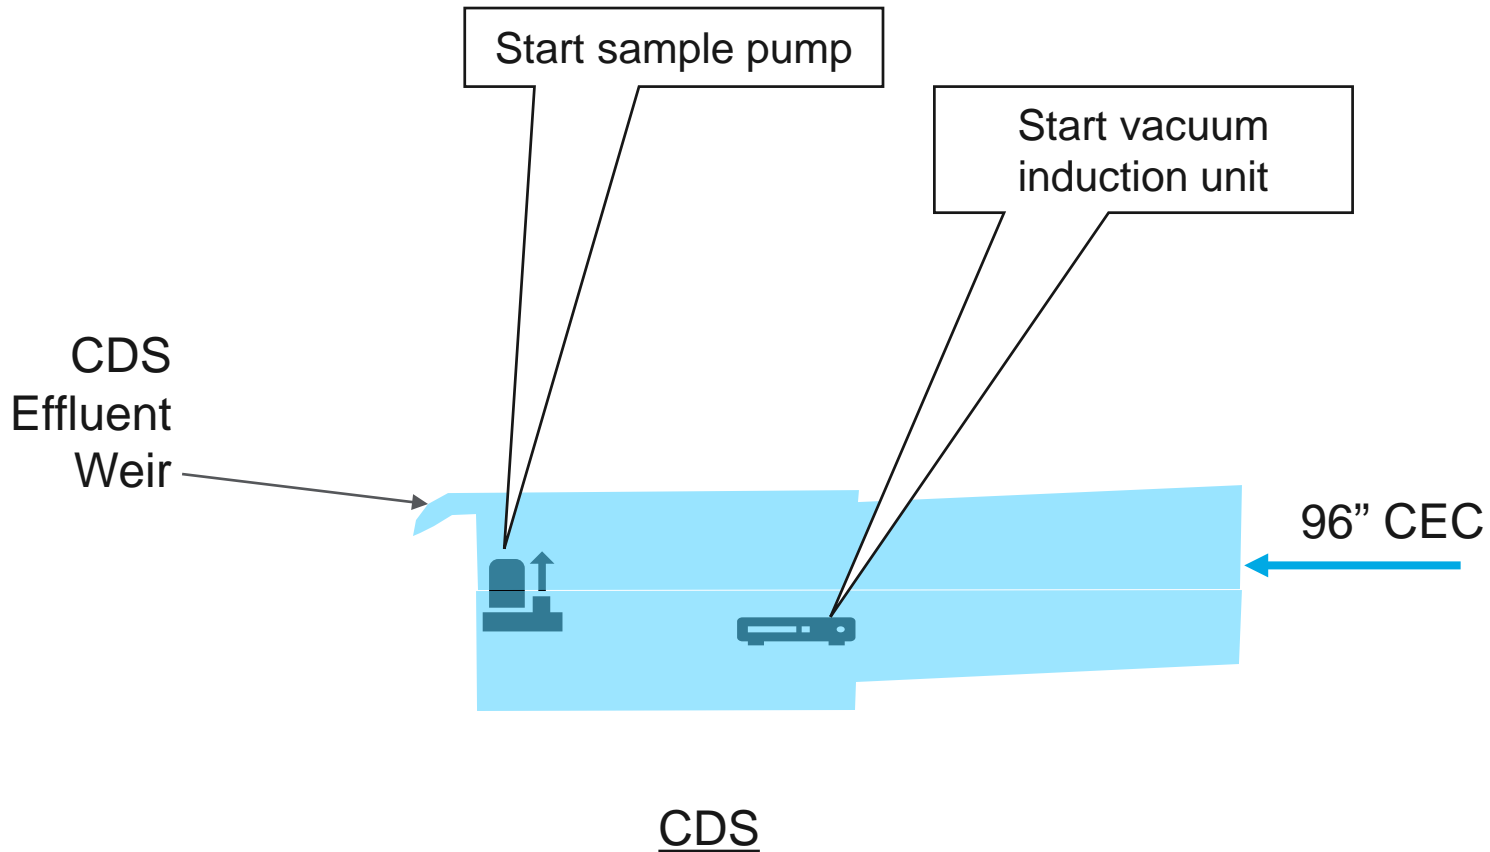 Start sample pump
Start vacuum
induction unit
CDS
Effluent
Weir
96” CEC
CDS